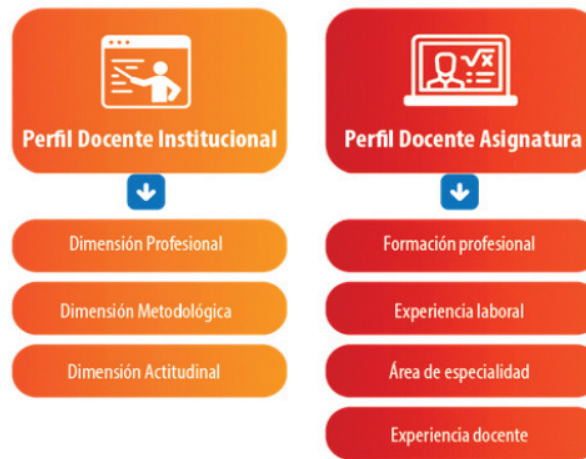 Perfil Docente Institucional
Dimensión Profesional
Dimensión Metodológica
Dimensión Actitudinal
√x
Perfil Docente Asignatura
Formación profesional
Experiencia laboral
Área de especialidad
Experiencia docente